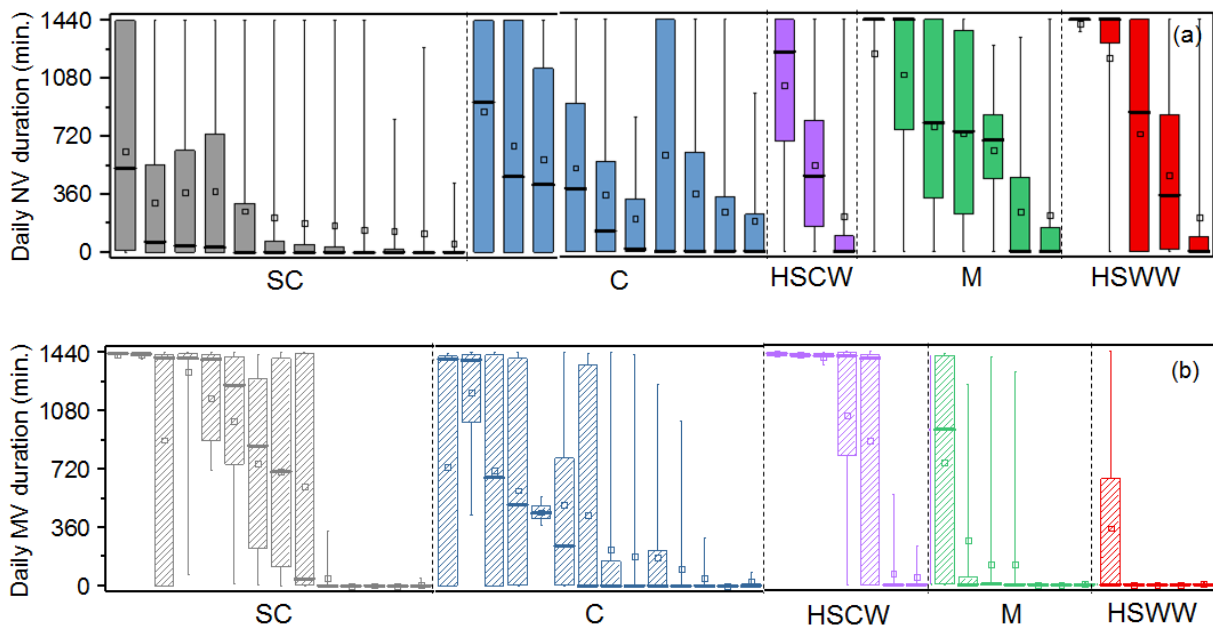 Daily NV duration (min.)
1440
1080
720
360
0
(a)
SC
C
HSCW
M
HSWW
Daily MV duration (min.)
1440
1080
720
360
0
(b)
SC
C
HSCW
M
HSWW